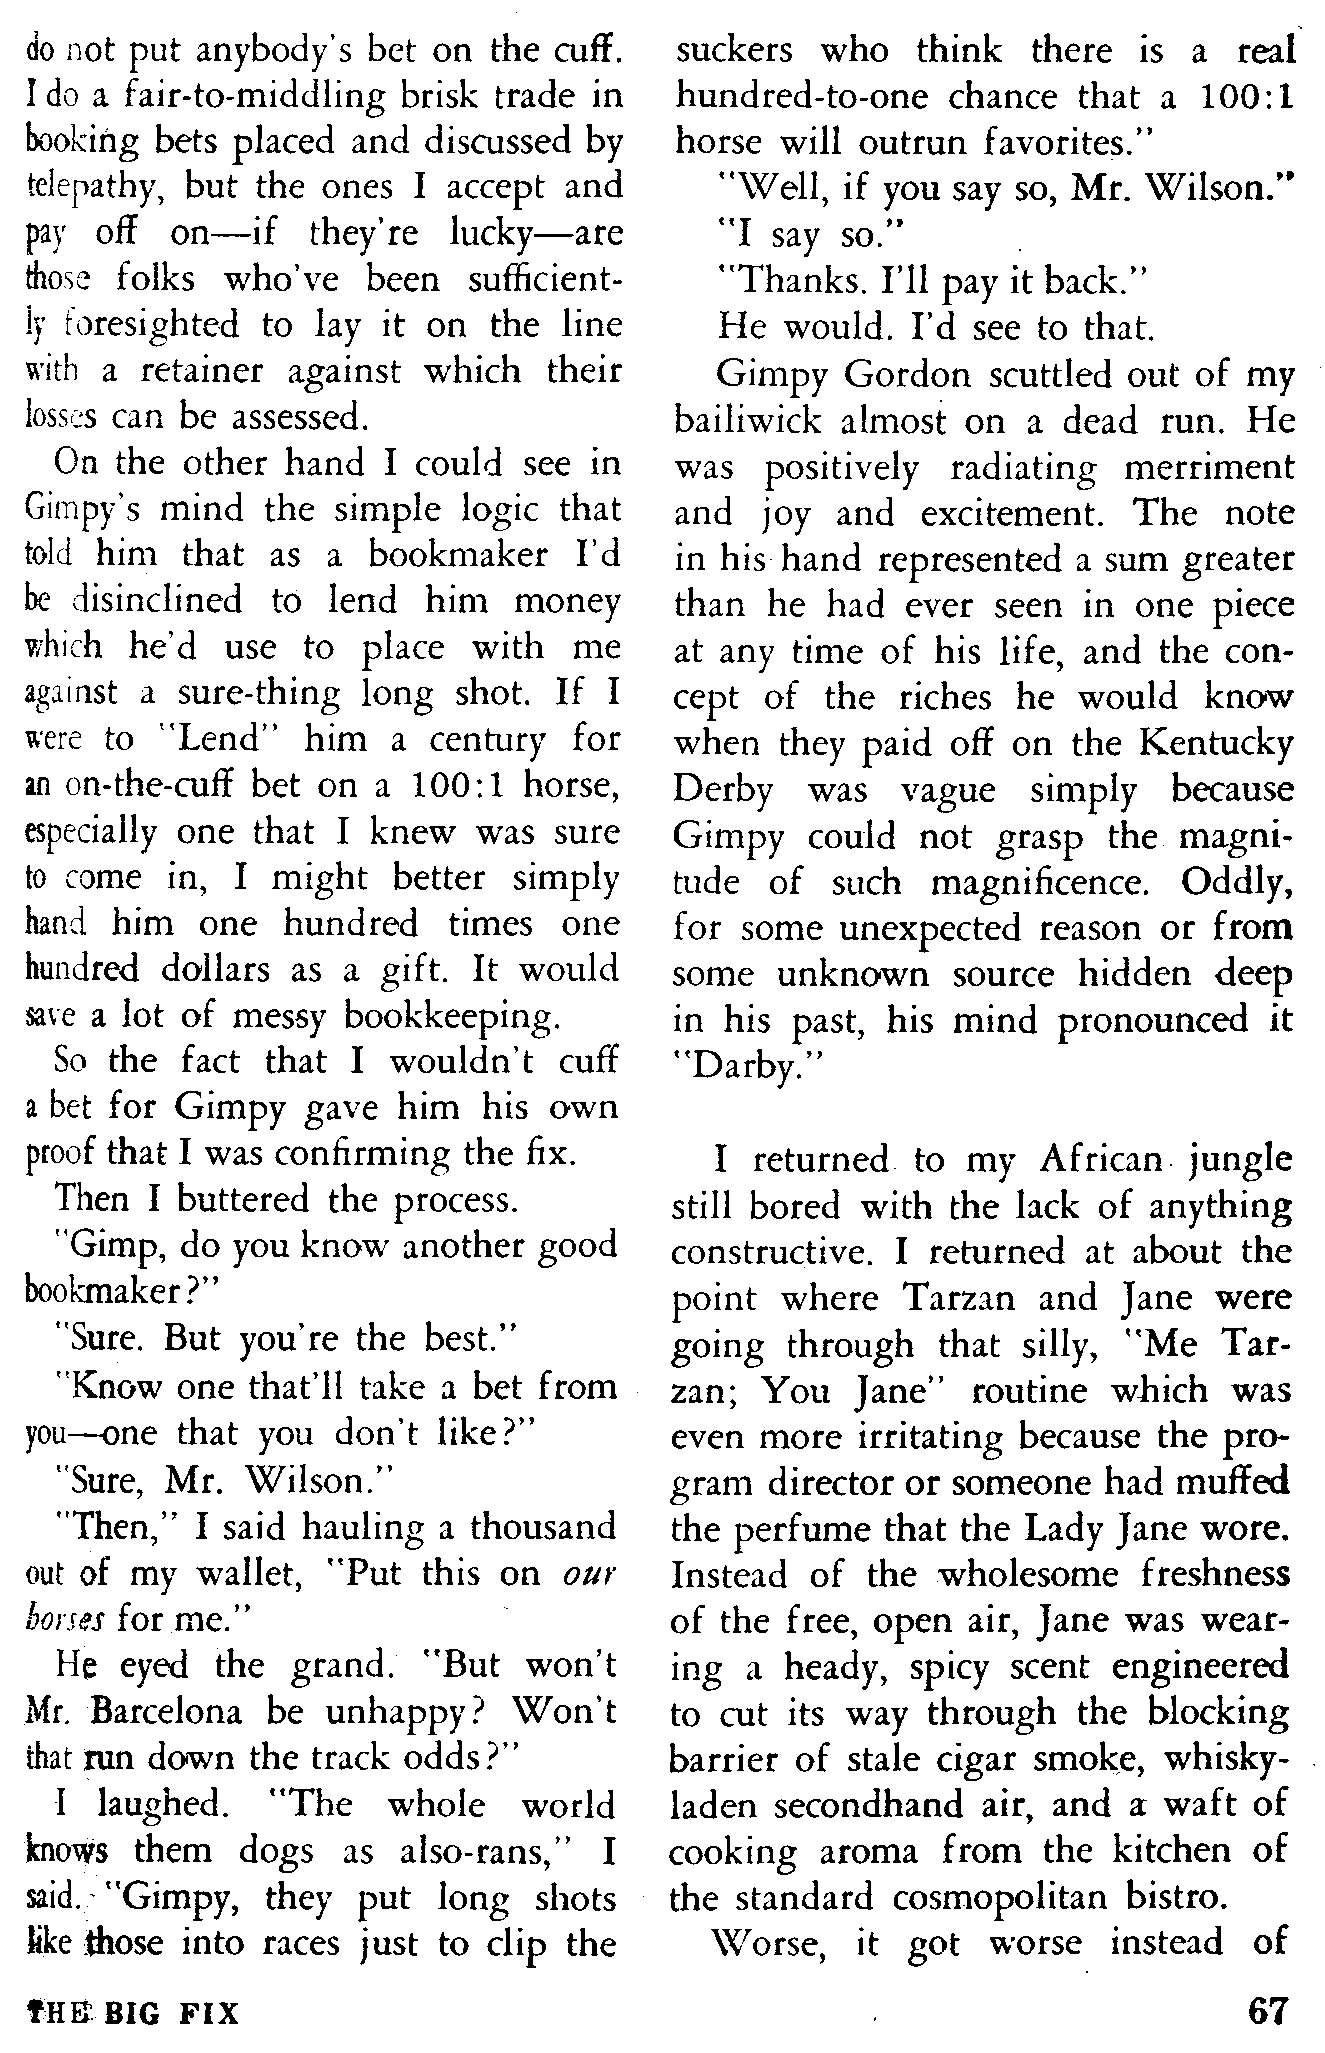 do not put anybody's bet on the cuff.
I do a fair-to-middling brisk trade in
booking bets placed and discussed by
telepathy, but the ones I accept and
pay off on—if they're lucky—are
those folks who've been sufficient-
ly foresighted to lay it on the line
with a retainer against which their
losses can be assessed.
On the other hand I could see in
Gimpy's mind the simple logic that
told him that as a bookmaker I'd
be disinclined to lend him money
which he'd use to place with me
against a sure-thing long shot. If I
were to "Lend" him a century for
an on-the-cuff bet on a 100:1 horse,
especially one that I knew was sure
to come in, I might better simply
hand him one hundred times one
hundred dollars as a gift. It would
save a lot of messy bookkeeping.
So the fact that I wouldn't cuff
a bet for Gimpy gave him his own
proof that I was confirming the fix.
Then I buttered the process.
"Gimp, do you know another good
bookmaker?"
"Sure. But you're the best."
"Know one that'll take a bet from
you—one that you don't like?"
"Sure, Mr. Wilson."
"Then," I said hauling a thousand
out of my wallet, "Put this on our
horses for me."
He eyed the grand. "But won't
Mr. Barcelona be unhappy? Won't
that run down the track odds?"
I laughed. "The whole world
knows them dogs as also-rans," I
said. "Gimpy, they put long shots
like those into races just to clip the
suckers who think there is a real
hundred-to-one chance that a 100:1
horse will outrun favorites."
"Well, if you say so, Mr. Wilson."
"I say so."
"Thanks. I'll pay it back."
He would. I'd see to that.
Gimpy Gordon scuttled out of my
bailiwick almost on a dead run. He
was positively radiating merriment
and joy and excitement. The note
in his hand represented a sum greater
than he had ever seen in one piece
at any time of his life, and the con-
cept of the riches he would know
when they paid off on the Kentucky
Derby was vague simply because
Gimpy could not grasp the magni-
tude of such magnificence. Oddly,
for some unexpected reason or from
some unknown source hidden deep
in his past, his mind pronounced it
"Darby."
I returned to my African jungle
still bored with the lack of anything
constructive. I returned at about the
point where Tarzan and Jane were
going through that silly, "Me Tar-
zan; You Jane" routine which was
even more irritating because the pro-
gram director or someone had muffed
the perfume that the Lady Jane wore.
Instead of the wholesome freshness
of the free, open air, Jane was wear-
ing a heady, spicy scent engineered
to cut its way through the blocking
barrier of stale cigar smoke, whisky-
laden secondhand air, and a waft of
cooking aroma from the kitchen of
the standard cosmopolitan bistro.
Worse, it got worse instead of
THE BIG FIX
67